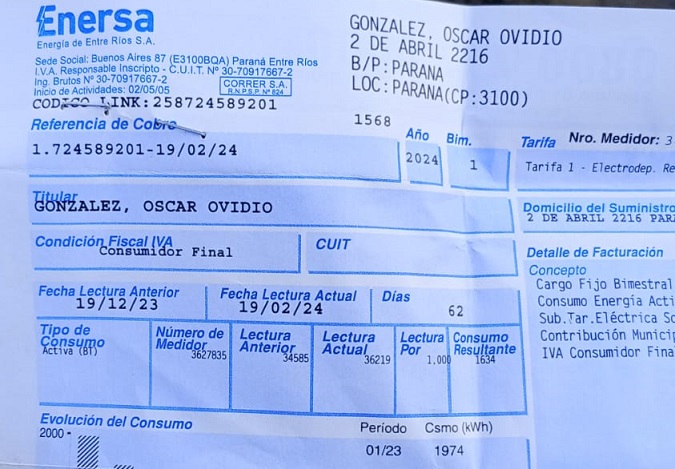 Enersa
Energía de Entre Ríos S.A.
Sede Social: Buenos Aires 87 (E3100BQA) Paraná Entre Ríos
I.V.A. Responsable Inscripto - C.U.I.T. Nº 30-70917667-2
Ing. Brutos Nº 30-70917667-2
Inicio de Actividades: 02/05/05
CORRER S.A.
R.N.P.S.P. Nº 824
CODIGO LINK:258724589201
GONZALEZ, OSCAR OVIDIO
2 DE ABRIL 2216
B/P:PARANA
LOC:PARANA(CP:3100)
1568
Referencia de Cobro
1.724589201-19/02/24
Año
2024
Bim.
1
Tarifa Nro. Medidor: 3
Tarifa 1 - Electrodep. Re
Titular
GONZALEZ, OSCAR OVIDIO
Domicilio del Suministro
2 DE ABRIL 2216 PAR
Condición Fiscal IVA
Consumidor Final
CUIT
Detalle de Facturación
Concepto
Cargo Fijo Bimestral
Consumo Energía Acti
Sub.Tar.Eléctrica So
Contribución Municip
IVA Consumidor Fina
Fecha Lectura Anterior
19/12/23
Fecha Lectura Actual
19/02/24
Días
62
Tipo de Consumo
Activa (BT)
Número de Medidor
3627835
Lectura Anterior
34585
Lectura Actual
36219
Lectura Por
1,000
Consumo Resultante
1634
Evolución del Consumo
2000 -
Período Csmo (kWh)
01/23 1974